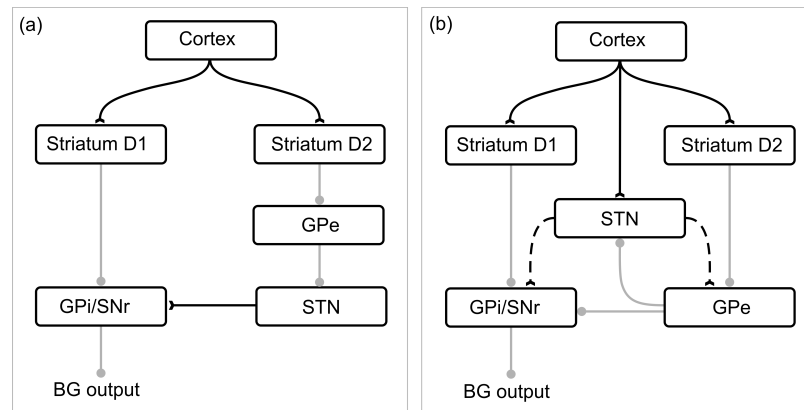 (a)
Cortex
Striatum D1
Striatum D2
GPe
GPi/SNr
STN
BG output
(b)
Cortex
Striatum D1
Striatum D2
STN
GPi/SNr
GPe
BG output